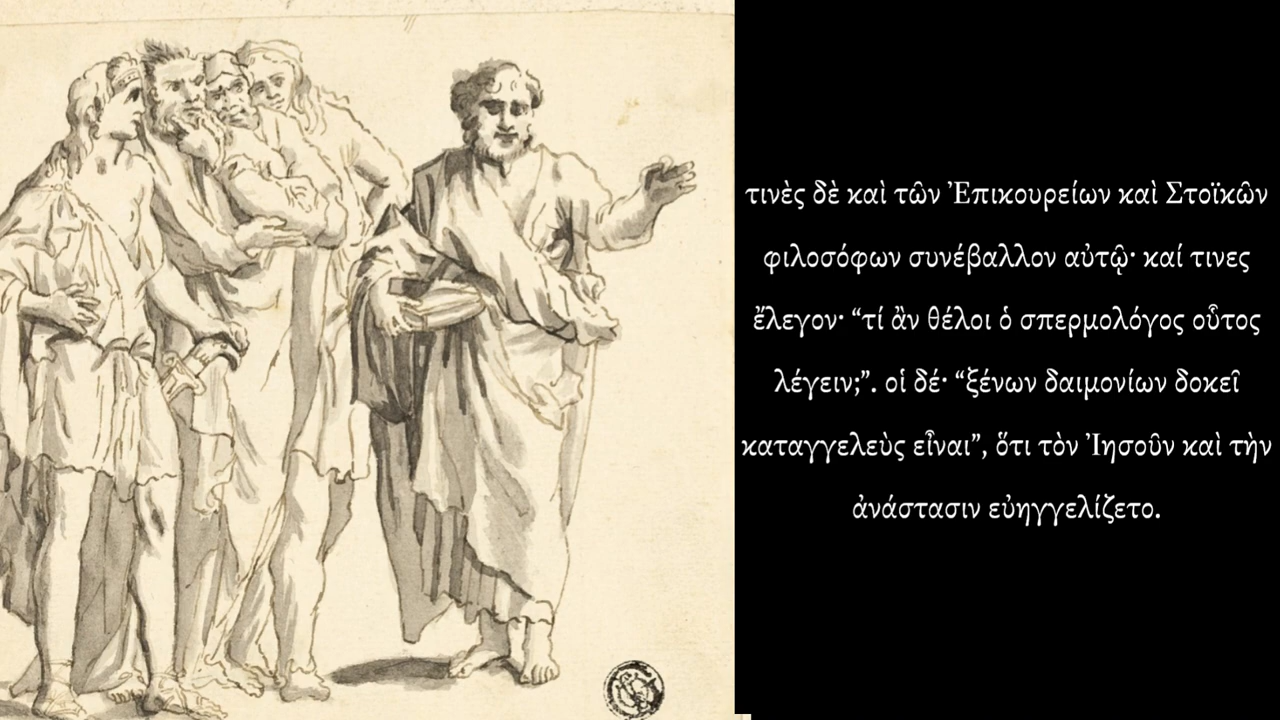 τινὲς δὲ καὶ τῶν Ἐπικουρείων καὶ Στοϊκῶν
φιλοσόφων συνέβαλλον αὐτῷ· καί τινες
ἔλεγον· “τί ἂν θέλοι ὁ σπερμολόγος οὗτος
λέγειν;”. οἱ δέ· “ξένων δαιμονίων δοκεῖ
καταγγελεὺς εἶναι”, ὅτι τὸν Ἰησοῦν καὶ τὴν
ἀνάστασιν εὐηγγελίζετο.